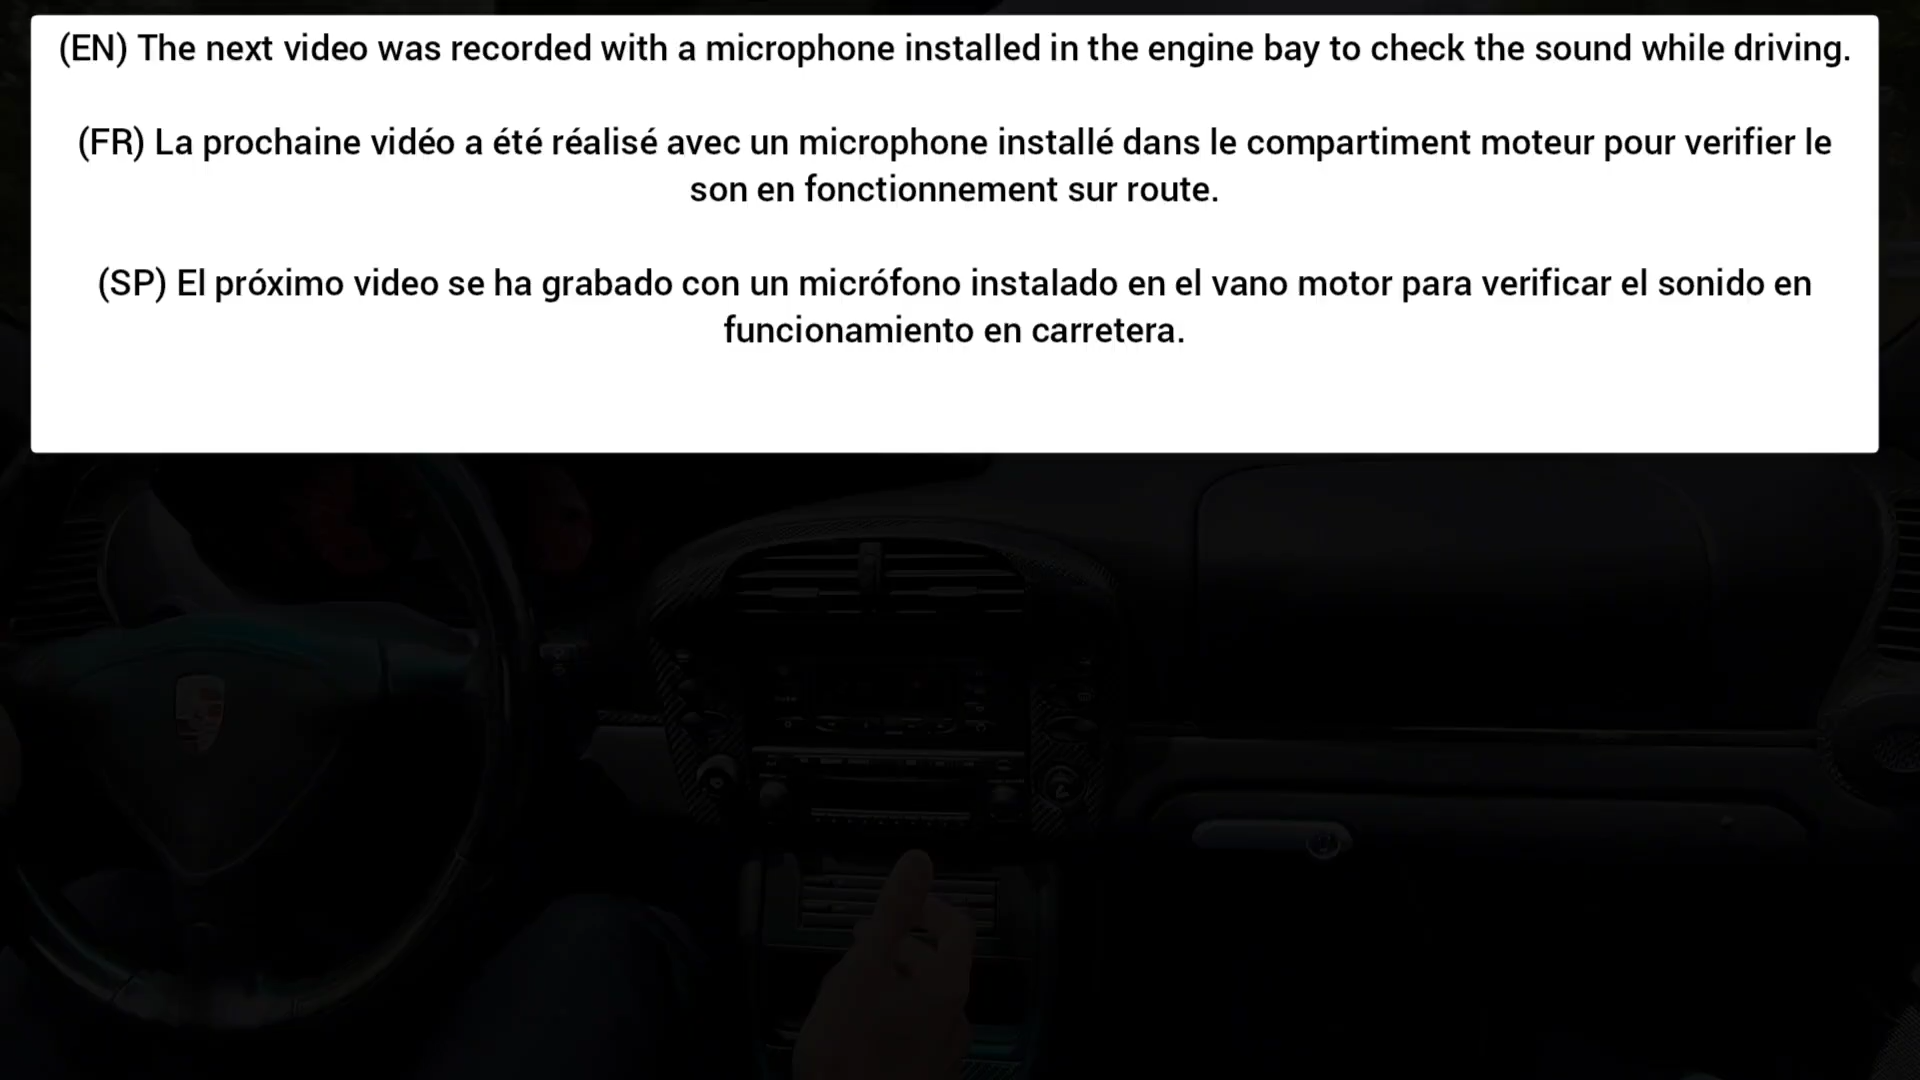 (EN) The next video was recorded with a microphone installed in the engine bay to check the sound while driving.
(FR) La prochaine vidéo a été réalisé avec un microphone installé dans le compartiment moteur pour verifier le
son en fonctionnement sur route.
(SP) El próximo video se ha grabado con un micrófono instalado en el vano motor para verificar el sonido en
funcionamiento en carretera.